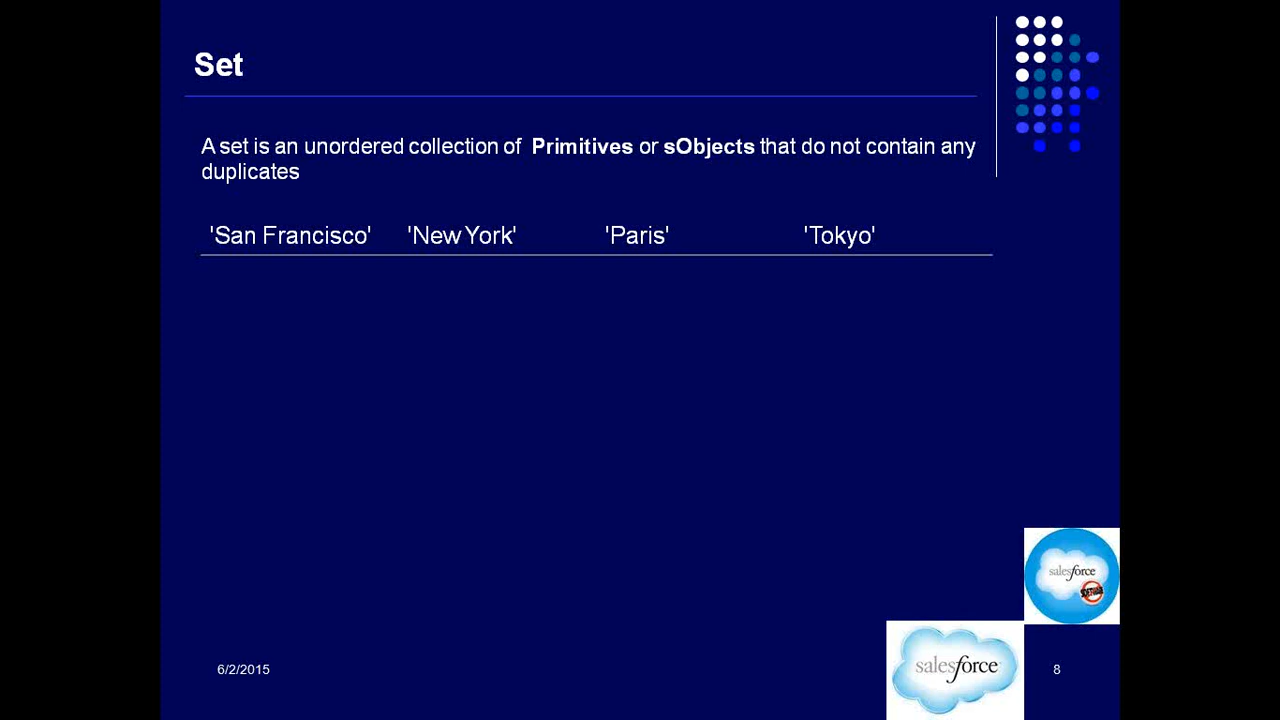 Set
A set is an unordered collection of Primitives or sObjects that do not contain any
duplicates
'San Francisco' 'New York' 'Paris' 'Tokyo'
salesforce
salesforce
6/2/2015
8